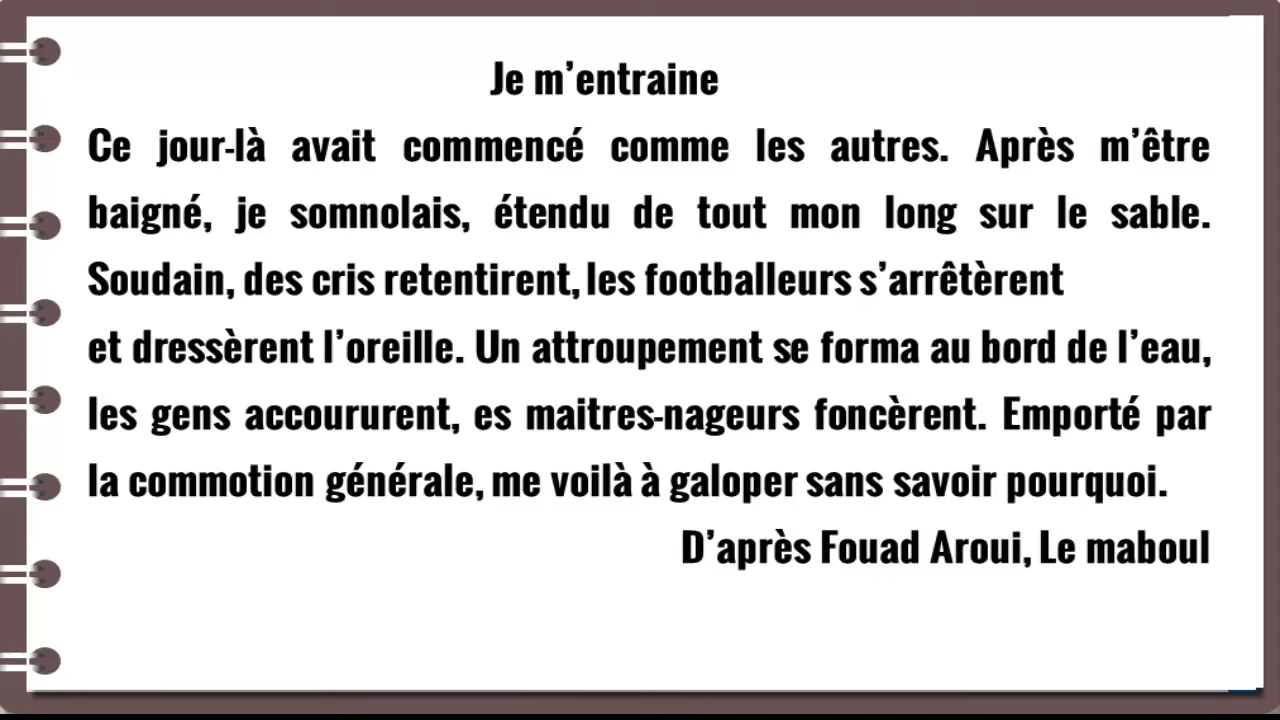 Je m’entraine
Ce jour-là avait commencé comme les autres. Après m’être
baigné, je somnolais, étendu de tout mon long sur le sable.
Soudain, des cris retentirent, les footballeurs s’arrêtèrent
et dressèrent l’oreille. Un attroupement se forma au bord de l’eau,
les gens accoururent, es maitres-nageurs foncèrent. Emporté par
la commotion générale, me voilà à galoper sans savoir pourquoi.
D’après Fouad Aroui, Le maboul